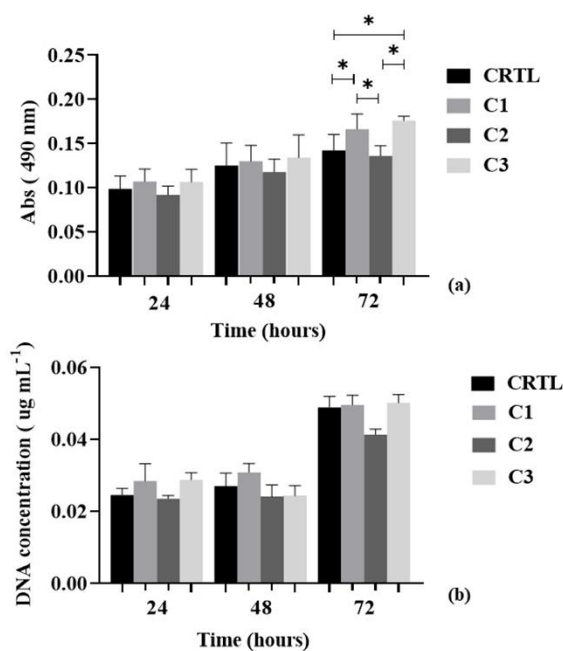 * 
* *
*
0.25
0.20
0.15
0.10
0.05
0.00
Abs ( 490 nm)
24 48 72
Time (hours)
CRTL
C1
C2
C3
(a)
0.06
0.04
0.02
0.00
DNA concentration ( ug mL⁻¹)
24 48 72
Time (hours)
CRTL
C1
C2
C3
(b)